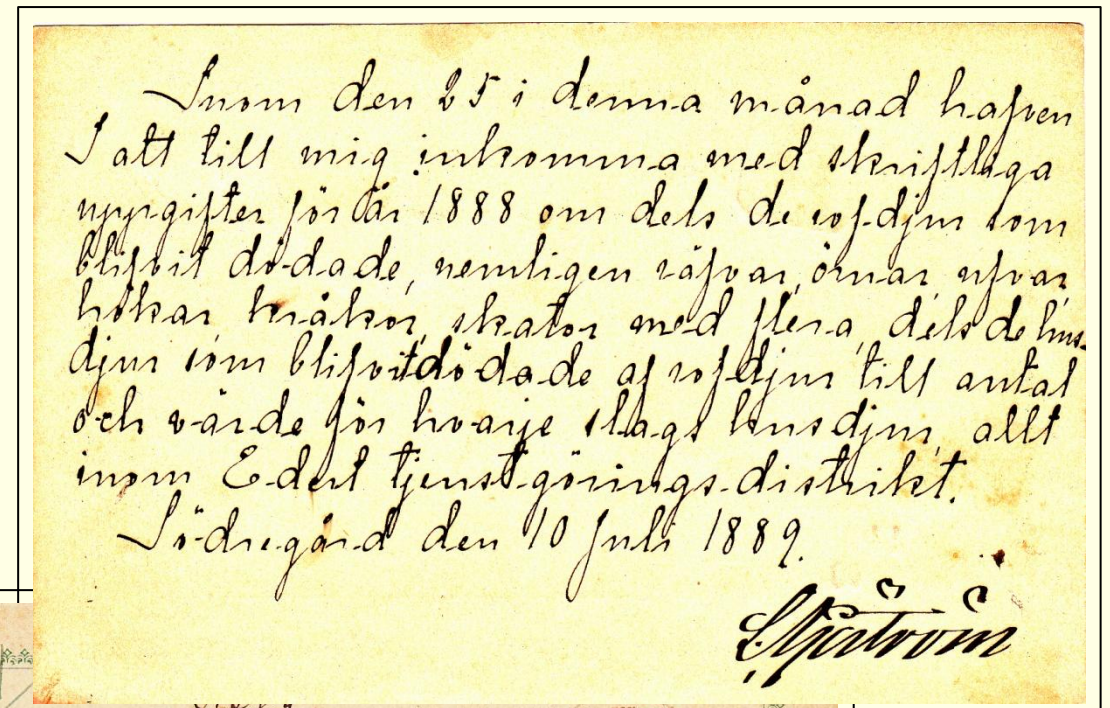 Inom den 25 i denna månad hafven
I att till mig inkomma med skriftliga
uppgifter för år 1888 om dels de rofdjur som
blifvit dödade, nemligen räfvar, örnar, ufvar,
hökar, kråkor, skator med flera, dels de hus-
djur som blifvit dödade af rofdjur till antal
och värde för hvarje slags husdjur, allt
inom Edert tjenstgörings-distrikt.
Södregård den 10 Juli 1889.